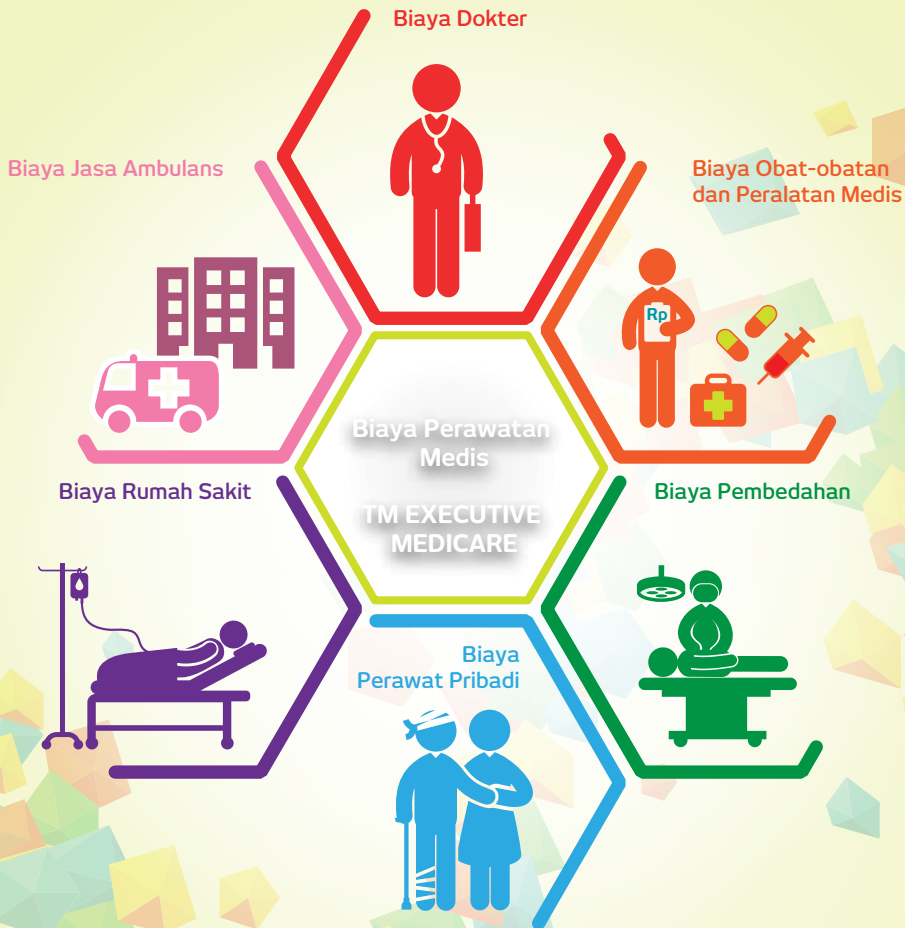 Biaya Dokter
Biaya Jasa Ambulans
Biaya Obat-obatan
dan Peralatan Medis
Rp
Biaya Perawatan
Medis
TM EXECUTIVE
MEDICARE
Biaya Rumah Sakit
Biaya Pembedahan
Biaya
Perawat Pribadi